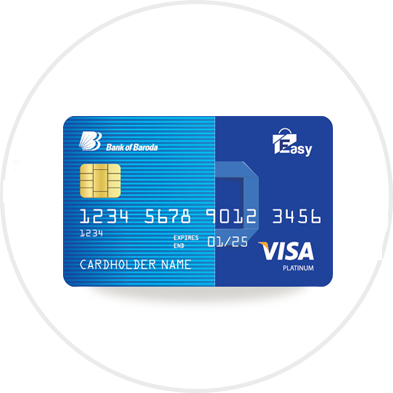 Bank of Baroda
Easy
1234 5678 9012 3456
1234
EXPIRES
END
01/25
CARDHOLDER NAME
VISA
PLATINUM